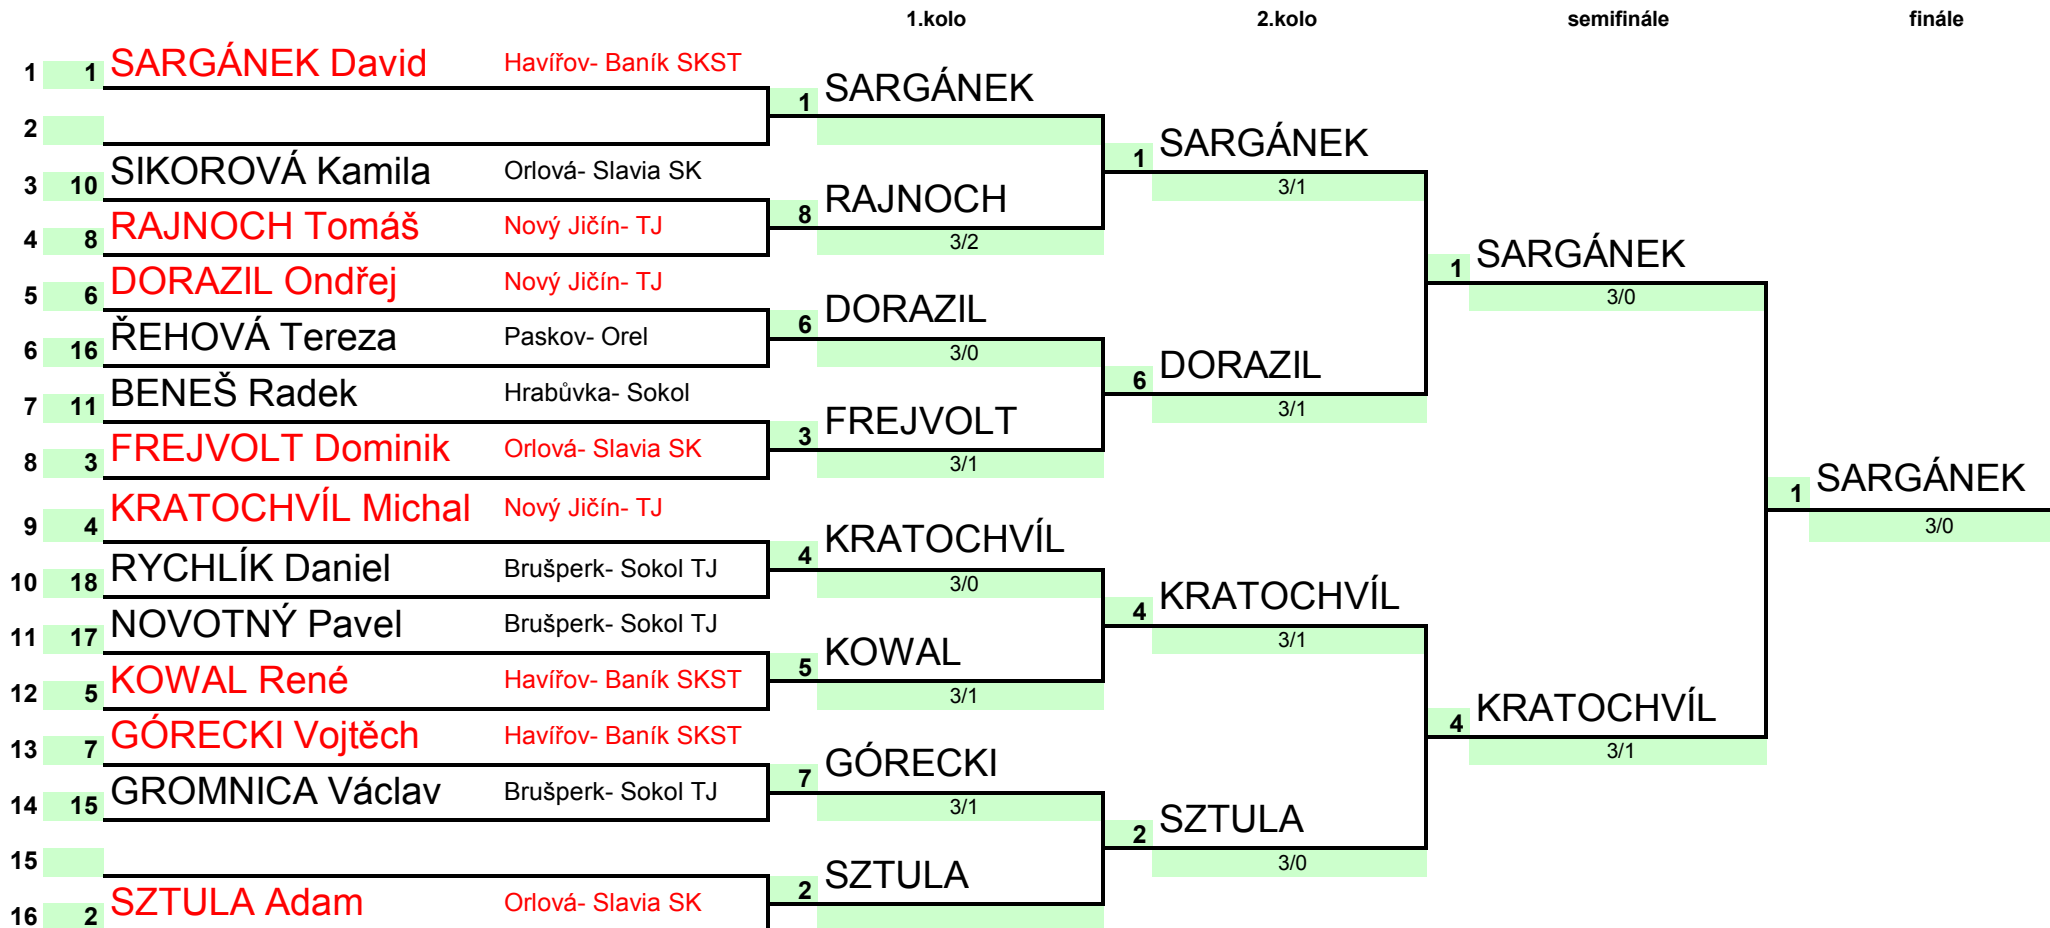 1.kolo 2.kolo semifinále finále
1 1 SARGÁNEK David Havířov- Baník SKST
1 SARGÁNEK
2
1 SARGÁNEK
3/1
3 10 SIKOROVÁ Kamila Orlová- Slavia SK
8 RAJNOCH
3/2
4 8 RAJNOCH Tomáš Nový Jičín- TJ
1 SARGÁNEK
3/0
5 6 DORAZIL Ondřej Nový Jičín- TJ
6 DORAZIL
3/0
6 16 ŘEHOVÁ Tereza Paskov- Orel
6 DORAZIL
3/1
7 11 BENEŠ Radek Hrabůvka- Sokol
3 FREJVOLT
3/1
8 3 FREJVOLT Dominik Orlová- Slavia SK
1 SARGÁNEK
3/0
9 4 KRATOCHVÍL Michal Nový Jičín- TJ
4 KRATOCHVÍL
3/0
10 18 RYCHLÍK Daniel Brušperk- Sokol TJ
4 KRATOCHVÍL
3/1
11 17 NOVOTNÝ Pavel Brušperk- Sokol TJ
5 KOWAL
3/1
12 5 KOWAL René Havířov- Baník SKST
4 KRATOCHVÍL
3/1
13 7 GÓRECKI Vojtěch Havířov- Baník SKST
7 GÓRECKI
3/1
14 15 GROMNICA Václav Brušperk- Sokol TJ
2 SZTULA
3/0
15
2 SZTULA
16 2 SZTULA Adam Orlová- Slavia SK